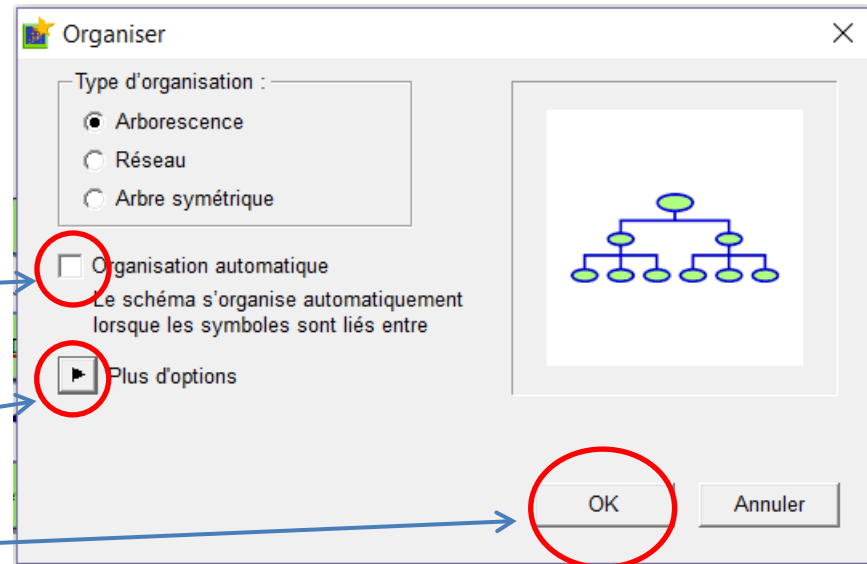 Organiser
Type d'organisation :
Arborescence
Réseau
Arbre symétrique
Organisation automatique
Le schéma s'organise automatiquement
lorsque les symboles sont liés entre
Plus d'options
OK
Annuler